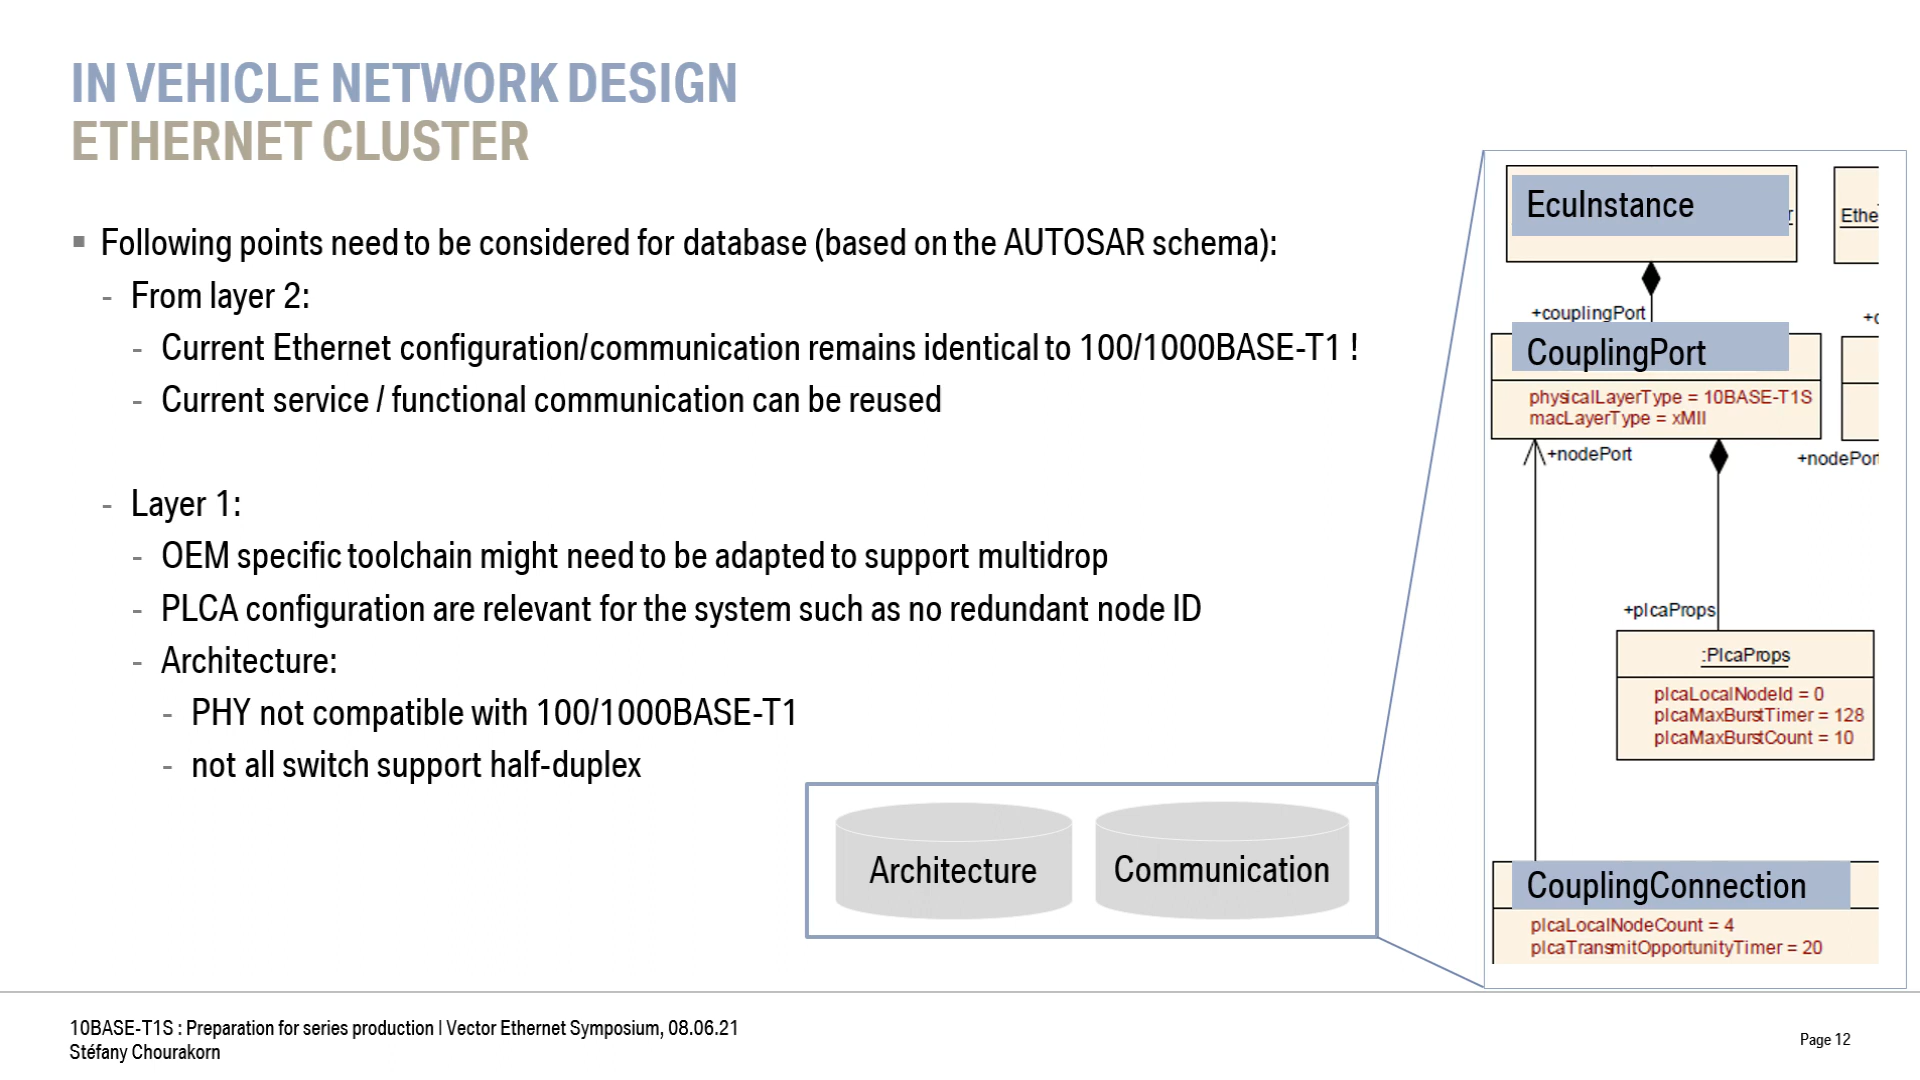 IN VEHICLE NETWORK DESIGN
ETHERNET CLUSTER
▪ Following points need to be considered for database (based on the AUTOSAR schema):
- From layer 2:
- Current Ethernet configuration/communication remains identical to 100/1000BASE-T1 !
- Current service / functional communication can be reused
- Layer 1:
- OEM specific toolchain might need to be adapted to support multidrop
- PLCA configuration are relevant for the system such as no redundant node ID
- Architecture:
- PHY not compatible with 100/1000BASE-T1
- not all switch support half-duplex
Architecture
Communication
EcuInstance
Ethe
+couplingPort
CouplingPort
physicalLayerType = 10BASE-T1S
macLayerType = xMII
+nodePort
+nodePort
+plcaProps
:PlcaProps
plcaLocalNodeId = 0
plcaMaxBurstTimer = 128
plcaMaxBurstCount = 10
CouplingConnection
plcaLocalNodeCount = 4
plcaTransmitOpportunityTimer = 20
10BASE-T1S : Preparation for series production | Vector Ethernet Symposium, 08.06.21
Stéfany Chourakorn
Page 12